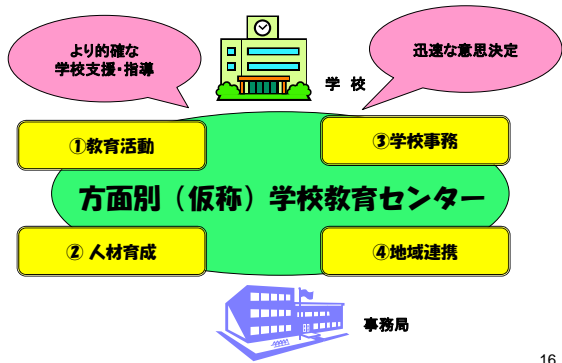 より的確な
学校支援・指導
迅速な意思決定
学 校
①教育活動
③学校事務
方面別（仮称）学校教育センター
② 人材育成
④地域連携
事務局
16